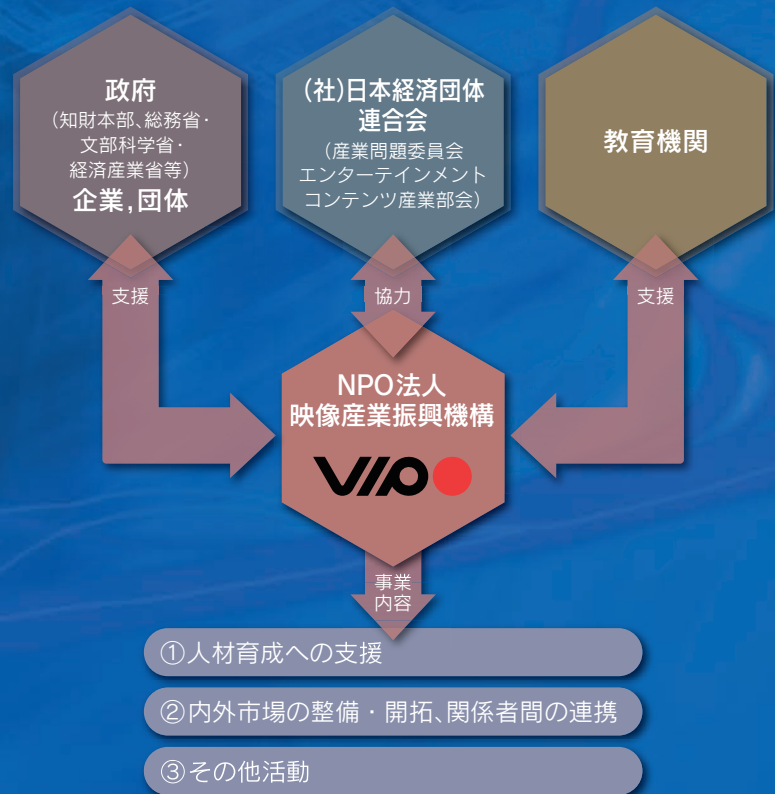 政府
(知財本部、総務省・
文部科学省・
経済産業省等)
企業,団体
(社)日本経済団体
連合会
(産業問題委員会
エンターテインメント
コンテンツ産業部会)
教育機関
支援
協力
支援
NPO法人
映像産業振興機構
VIPO
事業
内容
①人材育成への支援
②内外市場の整備・開拓、関係者間の連携
③その他活動